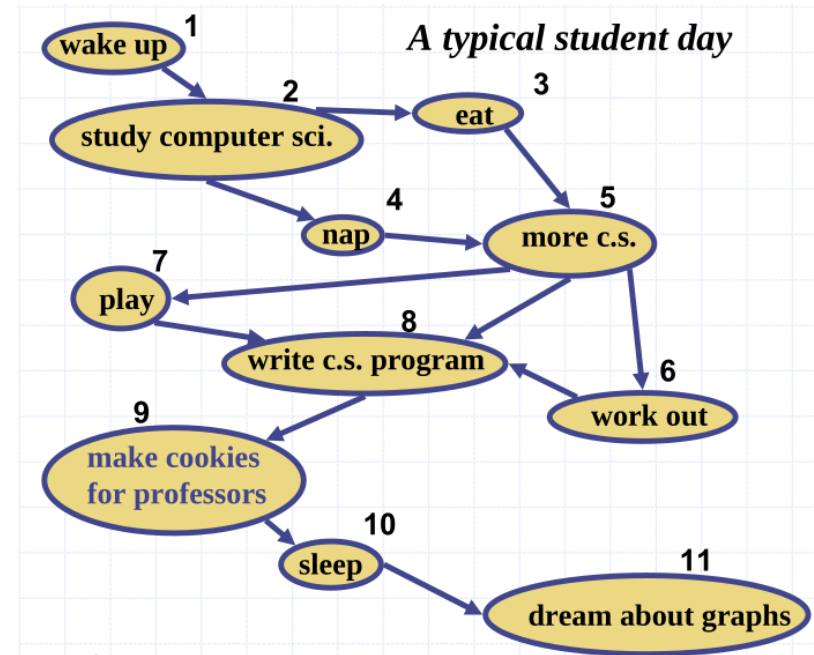 A typical student day
1
wake up
2
study computer sci.
3
eat
4
nap
5
more c.s.
7
play
8
write c.s. program
6
work out
9
make cookies
for professors
10
sleep
11
dream about graphs